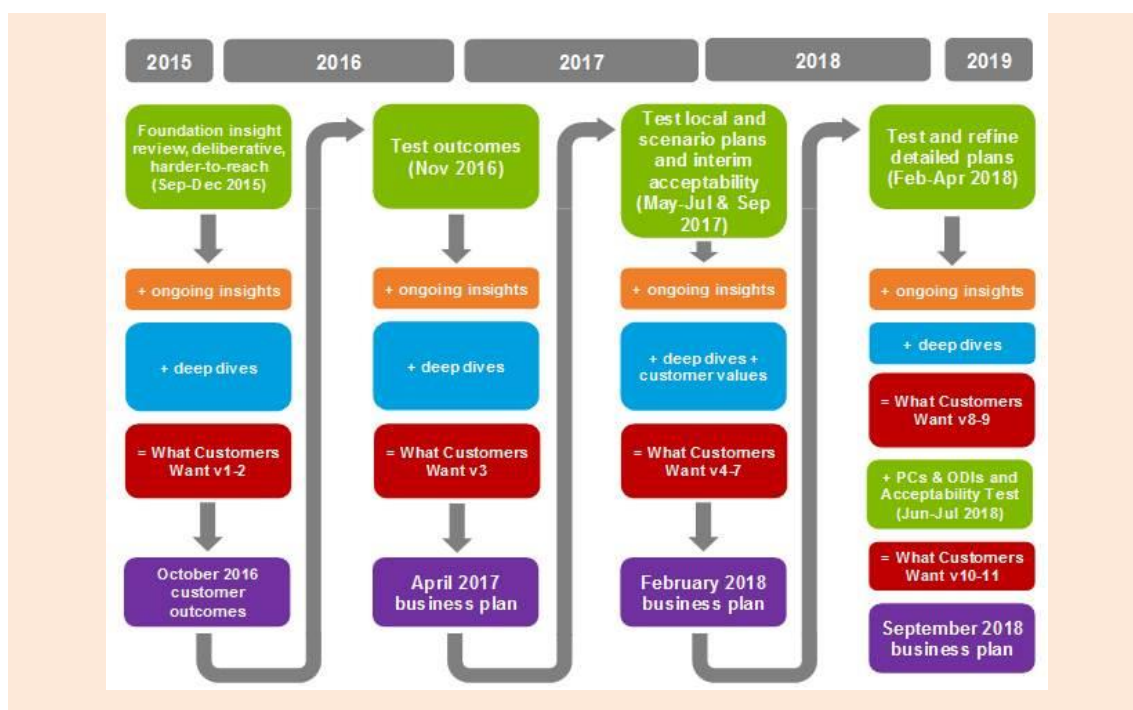 2015
2016
2017
2018
2019
Foundation insight
review, deliberative,
harder-to-reach
(Sep-Dec 2015)
+ ongoing insights
+ deep dives
= What Customers
Want v1-2
October 2016
customer
outcomes
Test outcomes
(Nov 2016)
+ ongoing insights
+ deep dives
= What Customers
Want v3
April 2017
business plan
Test local and
scenario plans
and interim
acceptability
(May-Jul & Sep
2017)
+ ongoing insights
+ deep dives +
customer values
= What Customers
Want v4-7
February 2018
business plan
Test and refine
detailed plans
(Feb-Apr 2018)
+ ongoing insights
+ deep dives
= What Customers
Want v8-9
+ PCs & ODIs and
Acceptability Test
(Jun-Jul 2018)
= What Customers
Want v10-11
September 2018
business plan